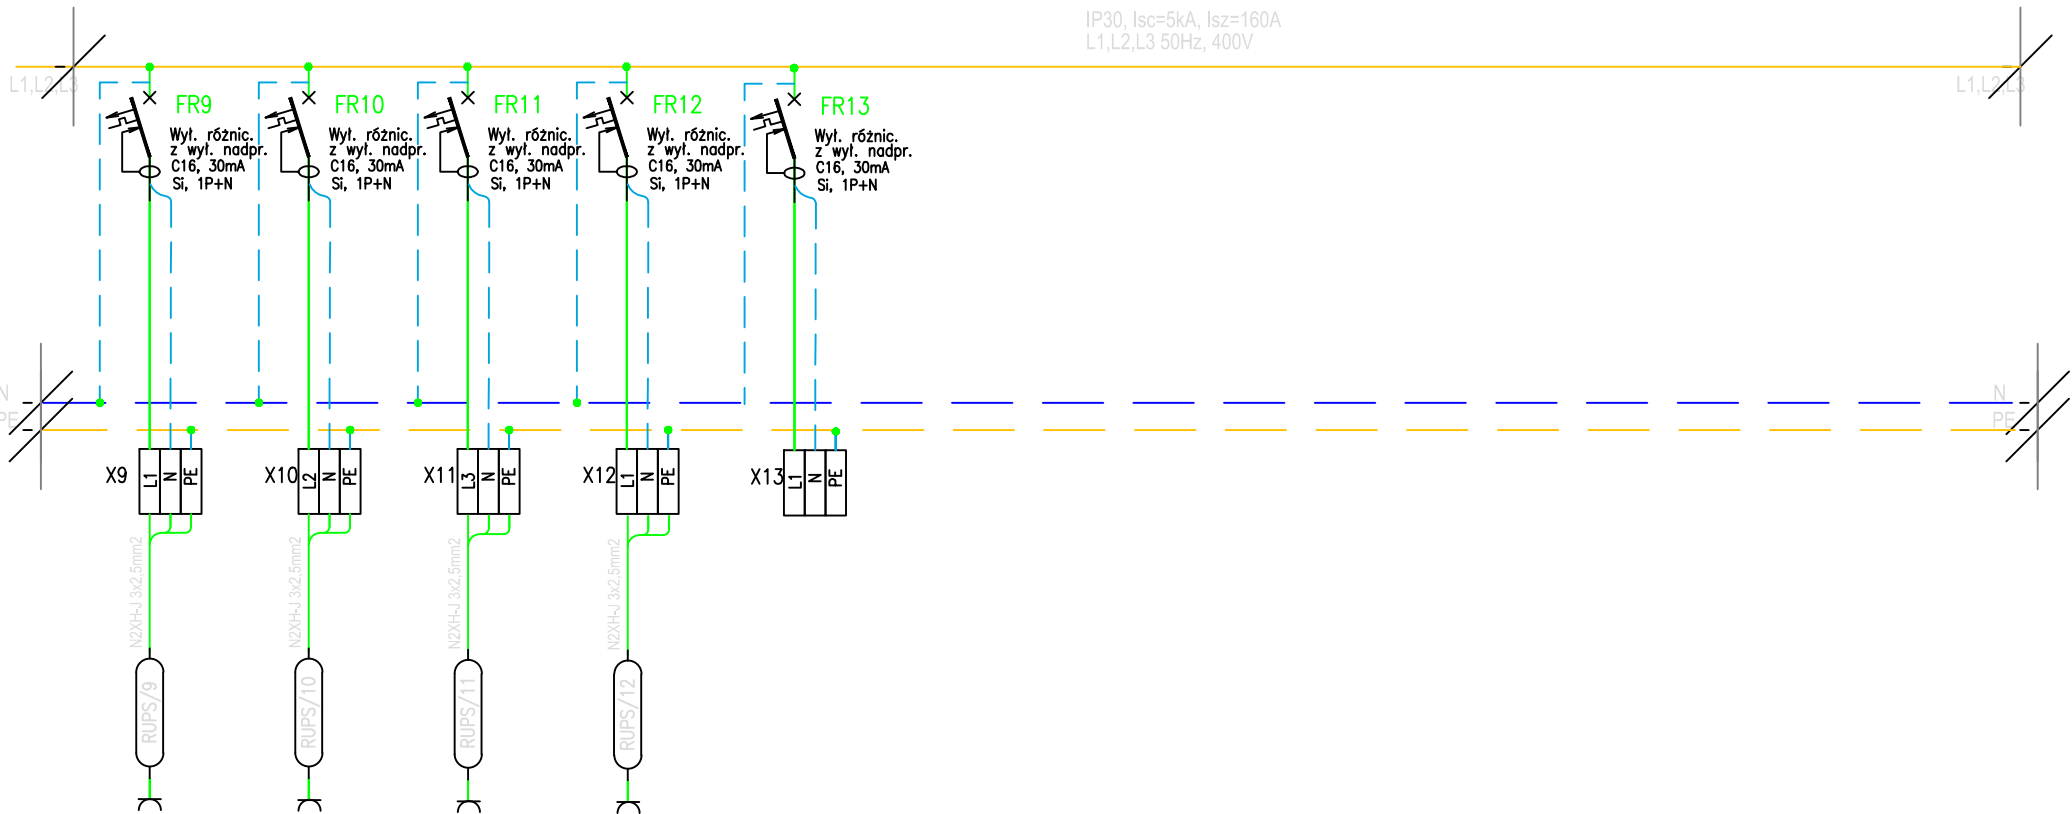 IP30, Isc=5kA, Isz=160A
L1,L2,L3 50Hz, 400V
L1,L2,L3
L1,L2,L3
FR9
Wył. różnic.
z wył. nadpr.
C16, 30mA
Si, 1P+N
FR10
Wył. różnic.
z wył. nadpr.
C16, 30mA
Si, 1P+N
FR11
Wył. różnic.
z wył. nadpr.
C16, 30mA
Si, 1P+N
FR12
Wył. różnic.
z wył. nadpr.
C16, 30mA
Si, 1P+N
FR13
Wył. różnic.
z wył. nadpr.
C16, 30mA
Si, 1P+N
N
PE
N
PE
X9
L1
N
PE
X10
L2
N
PE
X11
L3
N
PE
X12
L1
N
PE
X13
L1
N
PE
N2XH-J 3x2,5mm2
N2XH-J 3x2,5mm2
N2XH-J 3x2,5mm2
N2XH-J 3x2,5mm2
RUPS/9
RUPS/10
RUPS/11
RUPS/12